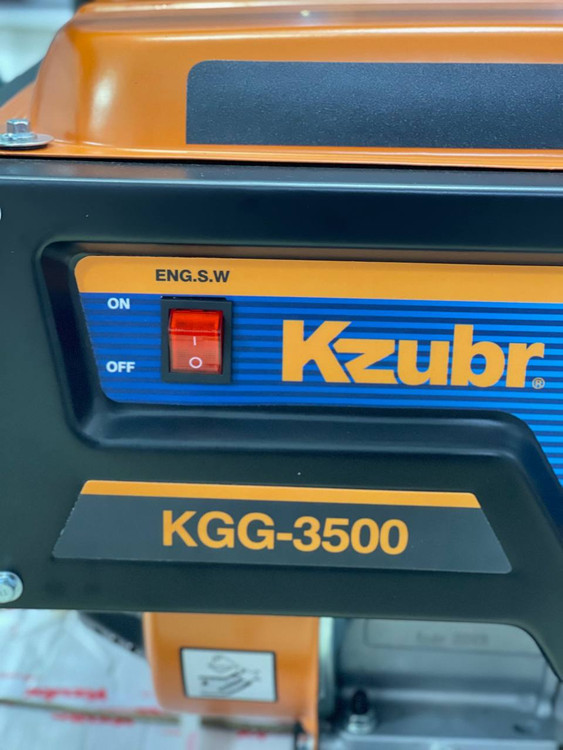 ENG.S.W
ON
I
O
OFF
Kzubr®
KGG-3500